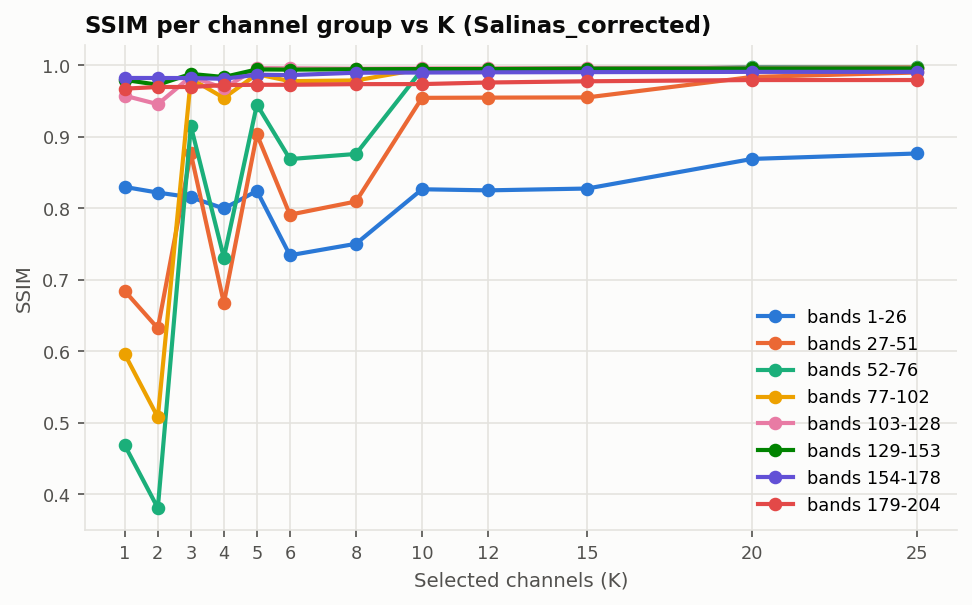 SSIM per channel group vs K (Salinas_corrected)
1.0
0.9
0.8
0.7
0.6
0.5
0.4
SSIM
bands 1-26
bands 27-51
bands 52-76
bands 77-102
bands 103-128
bands 129-153
bands 154-178
bands 179-204
1 2 3 4 5 6 8 10 12 15 20 25
Selected channels (K)